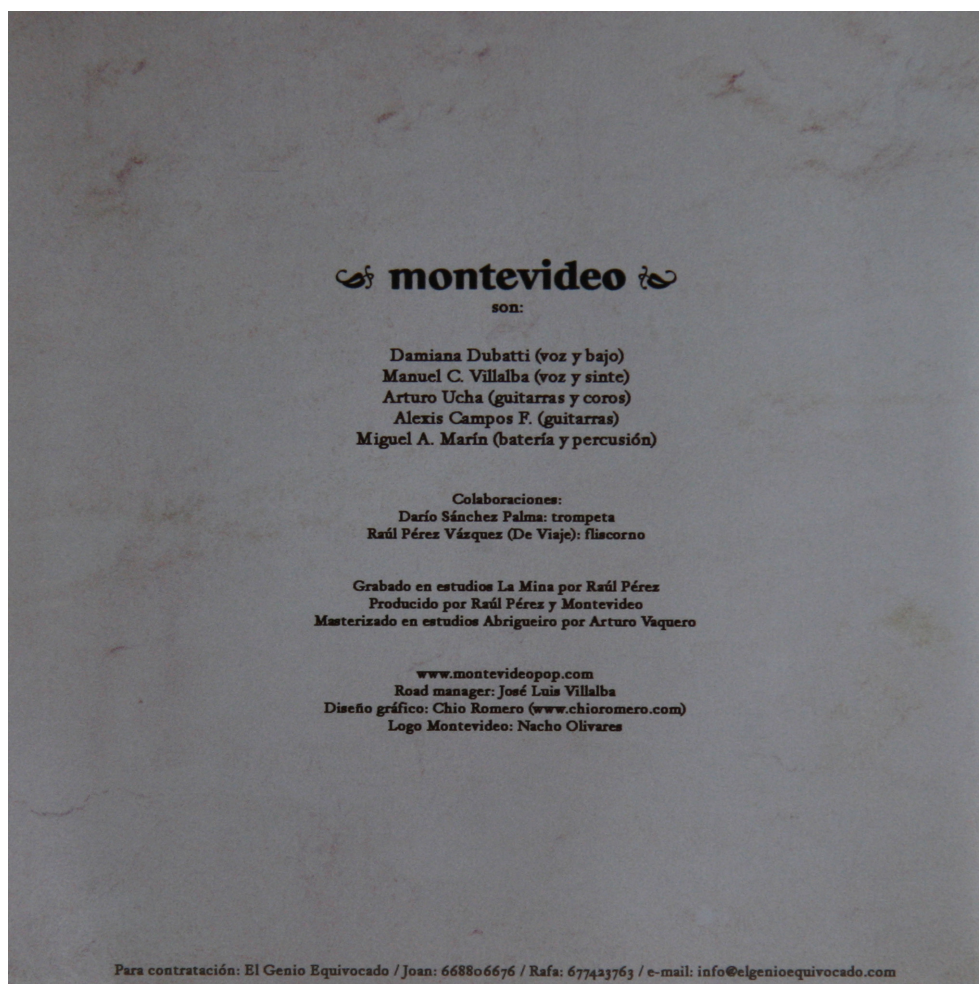 montevideo
son:
Damiana Dubatti (voz y bajo)
Manuel C. Villalba (voz y sinte)
Arturo Ucha (guitarras y coros)
Alexis Campos F. (guitarras)
Miguel A. Marín (batería y percusión)
Colaboraciones:
Darío Sánchez Palma: trompeta
Raúl Pérez Vázquez (De Viaje): fliscorno
Grabado en estudios La Mina por Raúl Pérez
Producido por Raúl Pérez y Montevideo
Masterizado en estudios Abrigueiro por Arturo Vaquero
www.montevideopop.com
Road manager: José Luis Villalba
Diseño gráfico: Chio Romero (www.chioromero.com)
Logo Montevideo: Nacho Olivares
Para contratación: El Genio Equivocado / Joan: 668806676 / Rafa: 677423763 / e-mail: info@elgenioequivocado.com